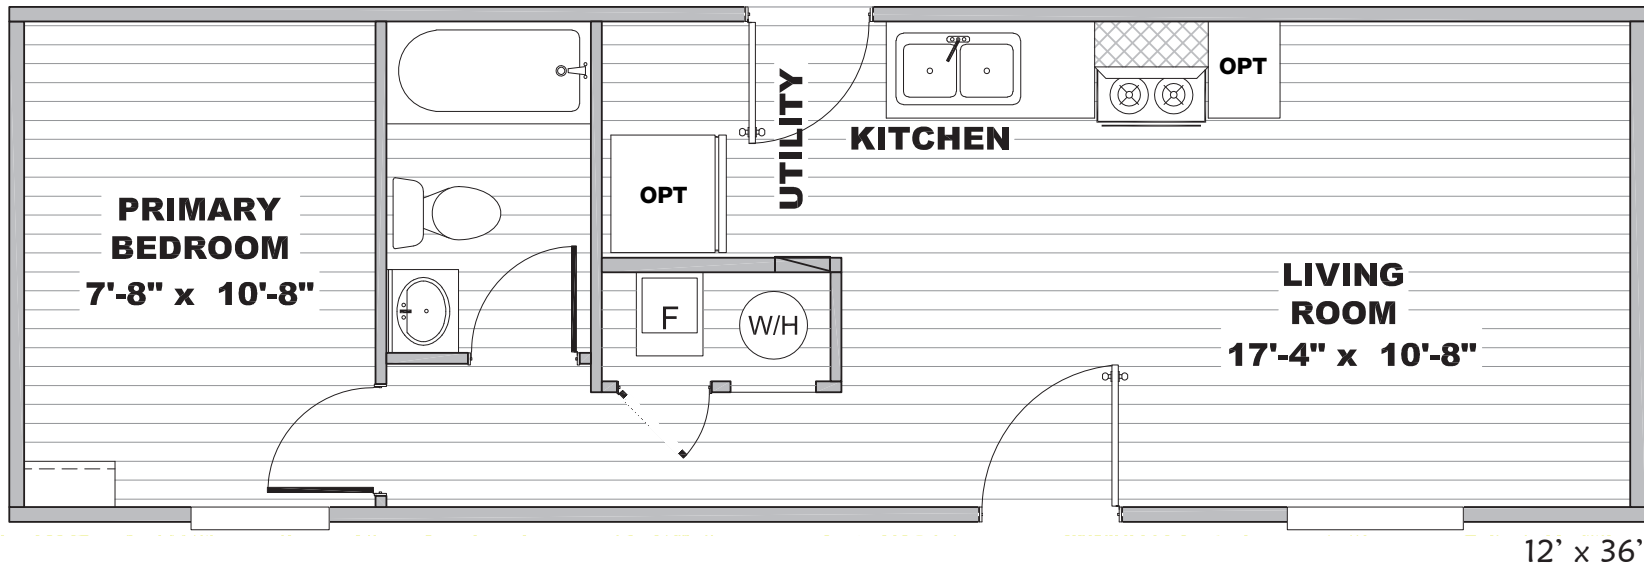 PRIMARY
BEDROOM
7'-8" x 10'-8"
OPT
UTILITY
KITCHEN
OPT
F
W/H
LIVING
ROOM
17'-4" x 10'-8"
12’ x 36’